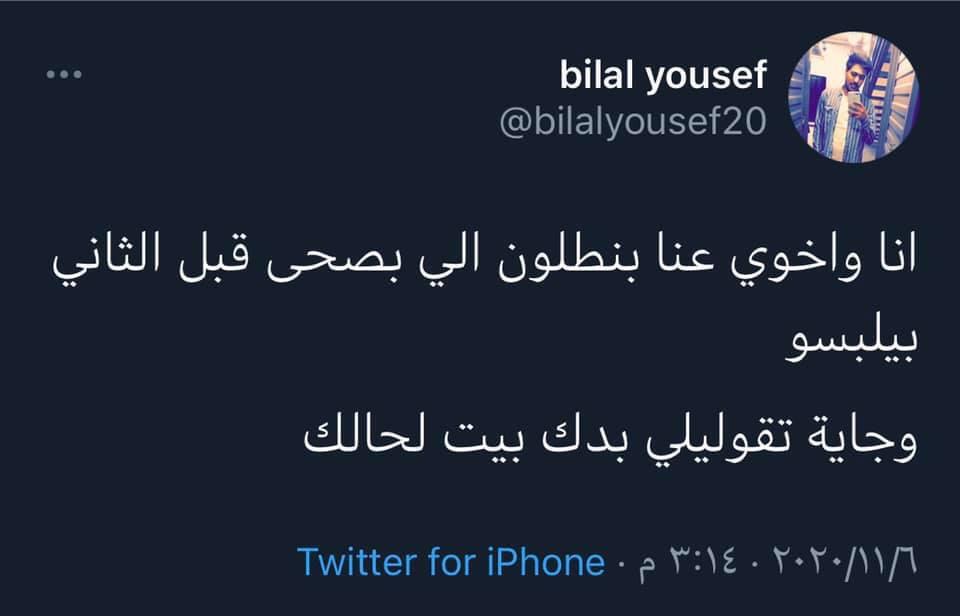 bilal yousef
@bilalyousef20
انا واخوي عنا بنطلون الي بصحى قبل الثاني
بيلبسو
وجاية تقوليلي بدك بيت لحالك
٢٠٢٠/١١/٦ · ٣:١٤ م · Twitter for iPhone